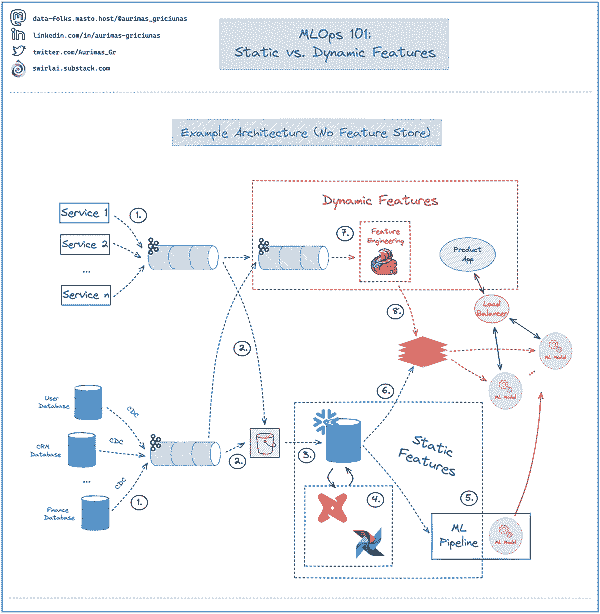 data-folks.masto.host/@aurimas_griciunas
linkedin.com/in/aurimas-griciunas
twitter.com/Aurimas_Gr
swirlai.substack.com
MLOps 101:
Static vs. Dynamic Features
Example Architecture (No Feature Store)
Dynamic Features
Service 1
1.
Service 2
...
Service n
7.
Feature
Engineering
Product
App
Load
Balancer
8.
2.
ML Model
...
ML Model
6.
User
Database
CDC
CRM
Database
CDC
...
Finance
Database
CDC
1.
2.
3.
Static
Features
4.
5.
ML
Pipeline
ML Model